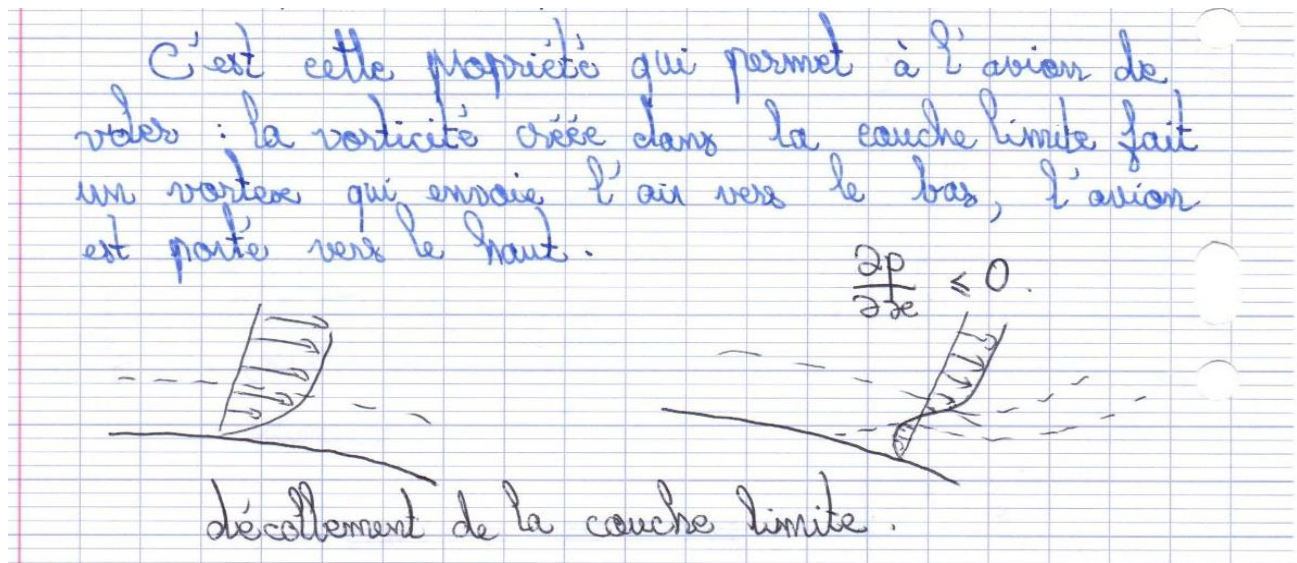 C'est cette propriété qui permet à l'avion de
voler : la vorticité créée dans la couche limite fait
un vortex qui envoie l'air vers le bas, l'avion
est porté vers le haut.
∂p/∂x ≤ 0.
décollement de la couche limite.